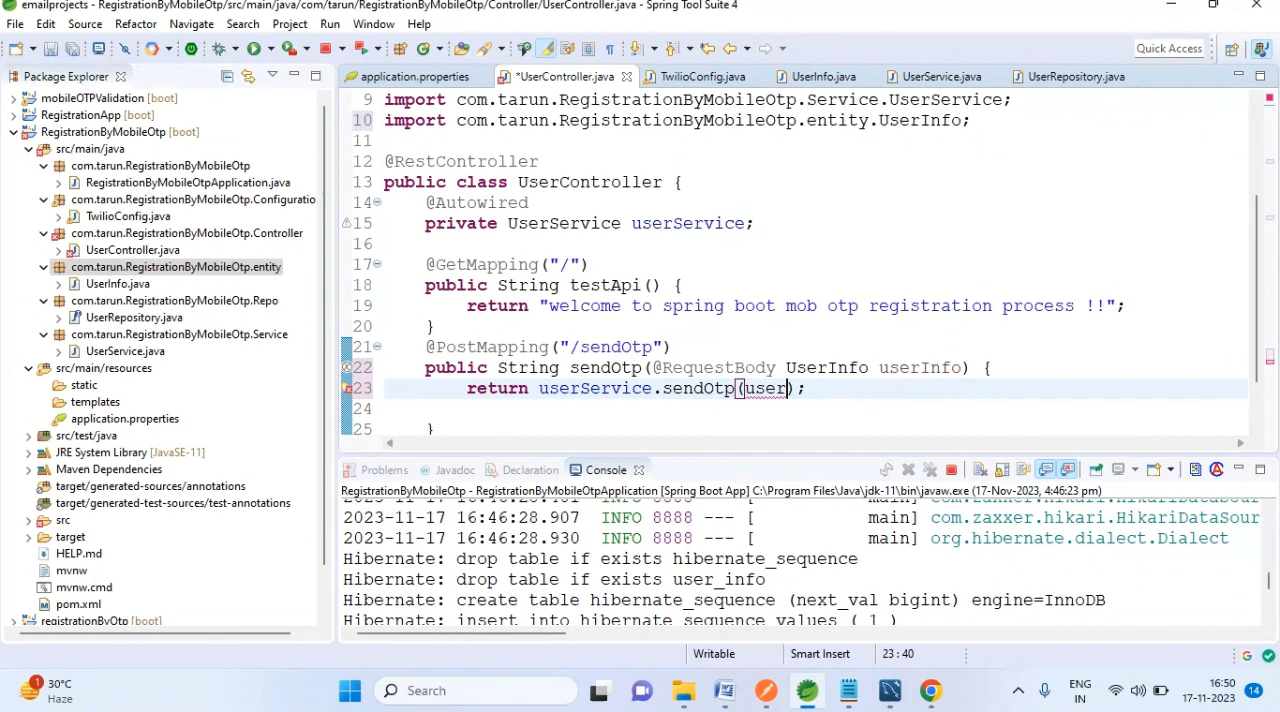 emailprojects - RegistrationByMobileOtp/src/main/java/com/tarun/RegistrationByMobileOtp/Controller/UserController.java - Spring Tool Suite 4
File Edit Source Refactor Navigate Search Project Run Window Help
Quick Access
Package Explorer
application.properties *UserController.java TwilioConfig.java UserInfo.java UserService.java UserRepository.java
mobileOTPValidation [boot]
RegistrationApp [boot]
RegistrationByMobileOtp [boot]
src/main/java
com.tarun.RegistrationByMobileOtp
RegistrationByMobileOtpApplication.java
com.tarun.RegistrationByMobileOtp.Configuratio
TwilioConfig.java
com.tarun.RegistrationByMobileOtp.Controller
UserController.java
com.tarun.RegistrationByMobileOtp.entity
UserInfo.java
com.tarun.RegistrationByMobileOtp.Repo
UserRepository.java
com.tarun.RegistrationByMobileOtp.Service
UserService.java
src/main/resources
static
templates
application.properties
src/test/java
JRE System Library [JavaSE-11]
Maven Dependencies
target/generated-sources/annotations
target/generated-test-sources/test-annotations
src
target
HELP.md
mvnw
mvnw.cmd
pom.xml
registrationByOtp [boot]
9 import com.tarun.RegistrationByMobileOtp.Service.UserService;
10 import com.tarun.RegistrationByMobileOtp.entity.UserInfo;
11
12 @RestController
13 public class UserController {
14 @Autowired
15 private UserService userService;
16
17 @GetMapping("/")
18 public String testApi() {
19 return "welcome to spring boot mob otp registration process !!";
20 }
21 @PostMapping("/sendOtp")
22 public String sendOtp(@RequestBody UserInfo userInfo) {
23 return userService.sendOtp(user);
24
25 }
Problems Javadoc Declaration Console
RegistrationByMobileOtp - RegistrationByMobileOtpApplication [Spring Boot App] C:\Program Files\Java\jdk-11\bin\javaw.exe (17-Nov-2023, 4:46:23 pm)
2023-11-17 16:46:28.907 INFO 8888 --- [ main] com.zaxxer.hikari.HikariDataSour
2023-11-17 16:46:28.930 INFO 8888 --- [ main] org.hibernate.dialect.Dialect
Hibernate: drop table if exists hibernate_sequence
Hibernate: drop table if exists user_info
Hibernate: create table hibernate_sequence (next_val bigint) engine=InnoDB
Hibernate: insert into hibernate_sequence values ( 1 )
Writable Smart Insert 23 : 40
1 30°C
Haze
Search
ENG
IN
16:50
17-11-2023
14